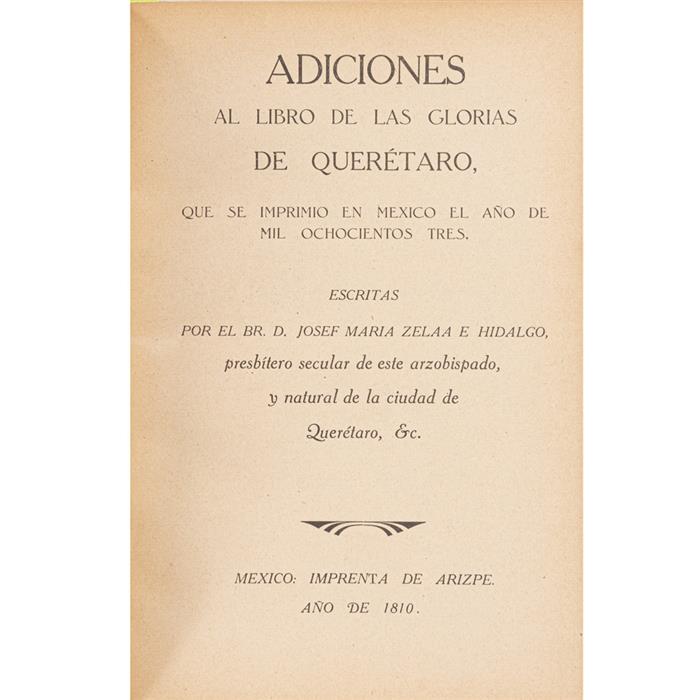 ADICIONES
AL LIBRO DE LAS GLORIAS
DE QUERÉTARO,
QUE SE IMPRIMIO EN MEXICO EL AÑO DE
MIL OCHOCIENTOS TRES.
ESCRITAS
POR EL BR. D. JOSEF MARIA ZELAA E HIDALGO,
presbítero secular de este arzobispado,
y natural de la ciudad de
Querétaro, &c.
MEXICO: IMPRENTA DE ARIZPE.
AÑO DE 1810.